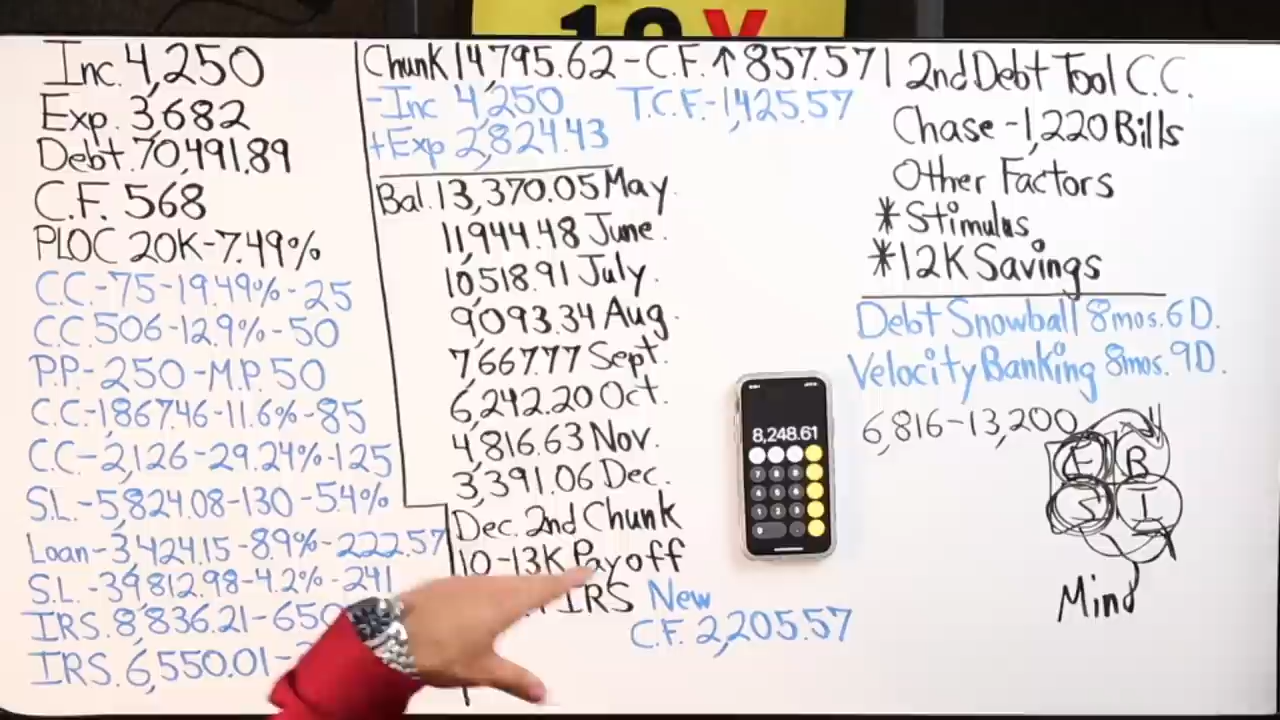 Inc. 4,250
Exp. 3,682
Debt. 70,491.89
C.F. 568
PLOC 20K-7.49%
C.C.-75-19.49%-25
C.C. 506-12.9%-50
P.P.-250-M.P. 50
C.C-1,867.46-11.6%-85
C.C-2,126-29.24%-125
S.L.-5,824.08-130-5.4%
Loan-3,424.15-8.9%-222.57
S.L.-39,812.98-4.2%-241
IRS. 8,836.21-650
IRS. 6,550.01-
Chunk 14,795.62-C.F.↑857.57
-Inc 4,250 T.C.F.-1,425.57
+Exp 2,824.43
Bal. 13,370.05 May.
11,944.48 June.
10,518.91 July.
9,093.34 Aug.
7,667.77 Sept.
6,242.20 Oct.
4,816.63 Nov.
3,391.06 Dec.
Dec. 2nd Chunk
10-13K Payoff
IRS New
C.F. 2,205.57
2nd Debt Tool C.C.
Chase-1,220 Bills
Other Factors
*Stimulus
*12K Savings
Debt Snowball 8mos. 6D.
Velocity Banking 8mos. 9D.
6,816-13,200
E B
S I
Mind
8,248.61